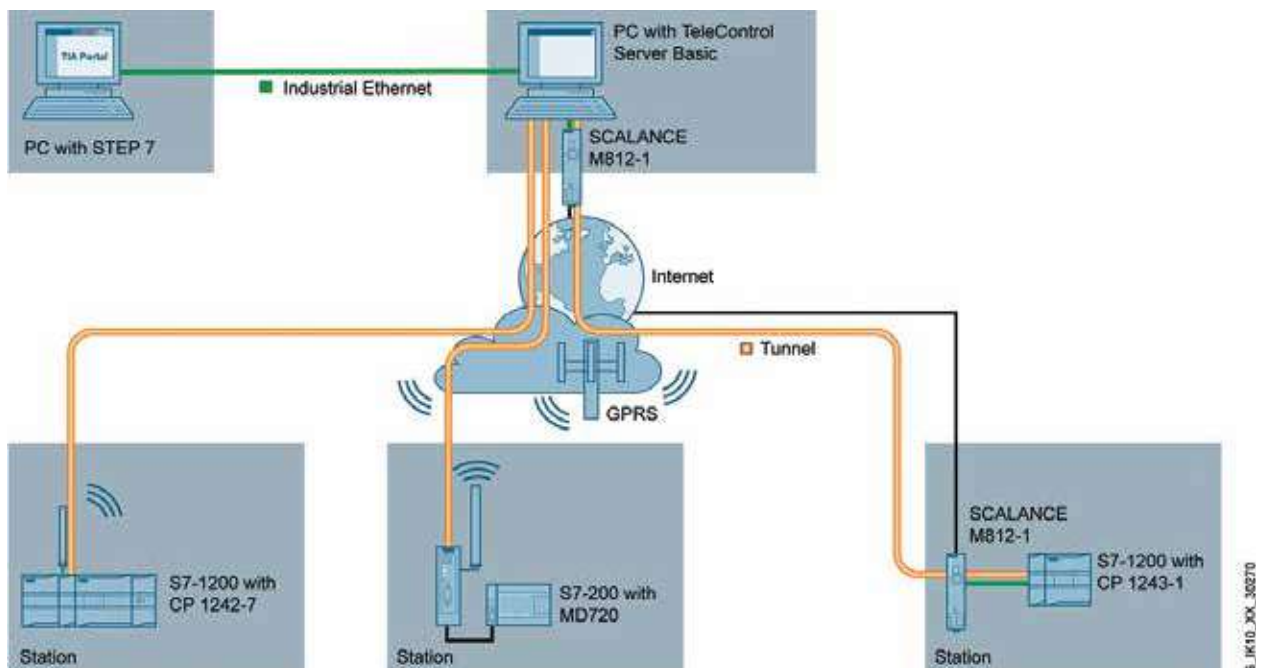 TIA Portal
PC with STEP 7
Industrial Ethernet
PC with TeleControl
Server Basic
SCALANCE
M812-1
Internet
Tunnel
GPRS
S7-1200 with
CP 1242-7
Station
S7-200 with
MD720
Station
SCALANCE
M812-1
S7-1200 with
CP 1243-1
Station